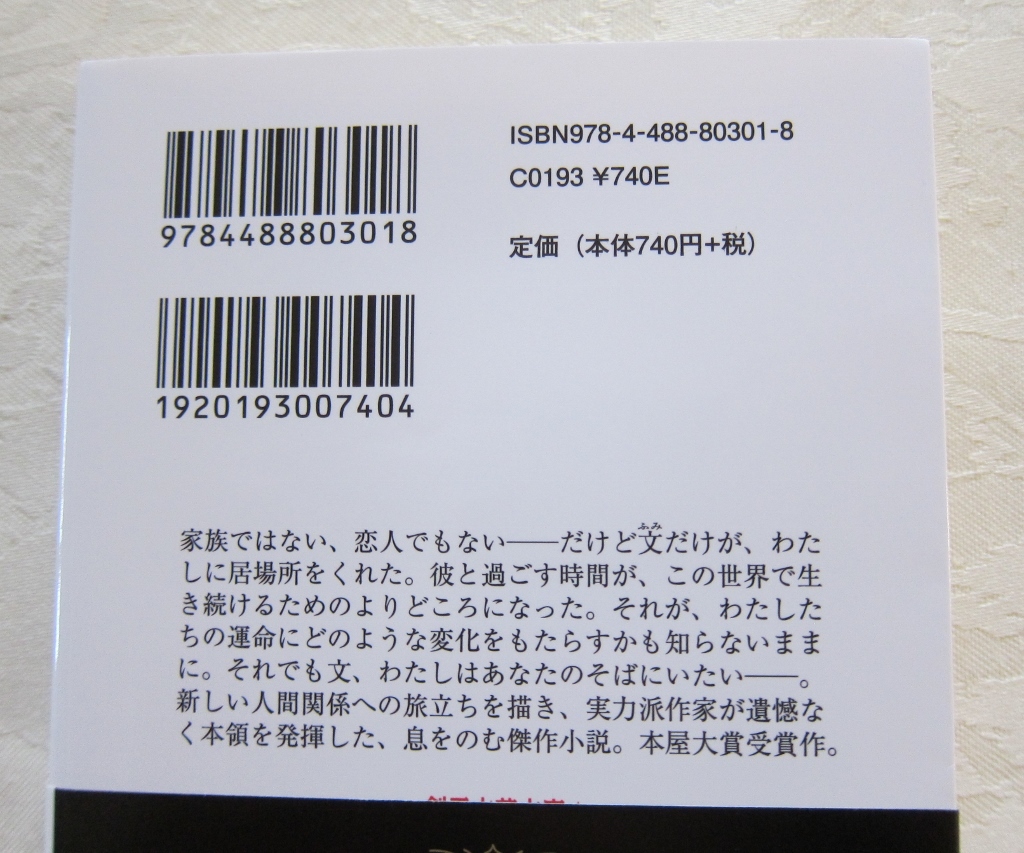 9784488803018
1920193007404
ISBN978-4-488-80301-8
C0193 ¥740E
定価（本体740円+税）
家族ではない、恋人でもない――だけど文だけが、わた
ふみ
しに居場所をくれた。彼と過ごす時間が、この世界で生
き続けるためのよりどころになった。それが、わたした
ちの運命にどのような変化をもたらすかも知らないまま
に。それでも文、わたしはあなたのそばにいたい――。
新しい人間関係への旅立ちを描き、実力派作家が遺憾な
く本領を発揮した、息をのむ傑作小説。本屋大賞受賞作。